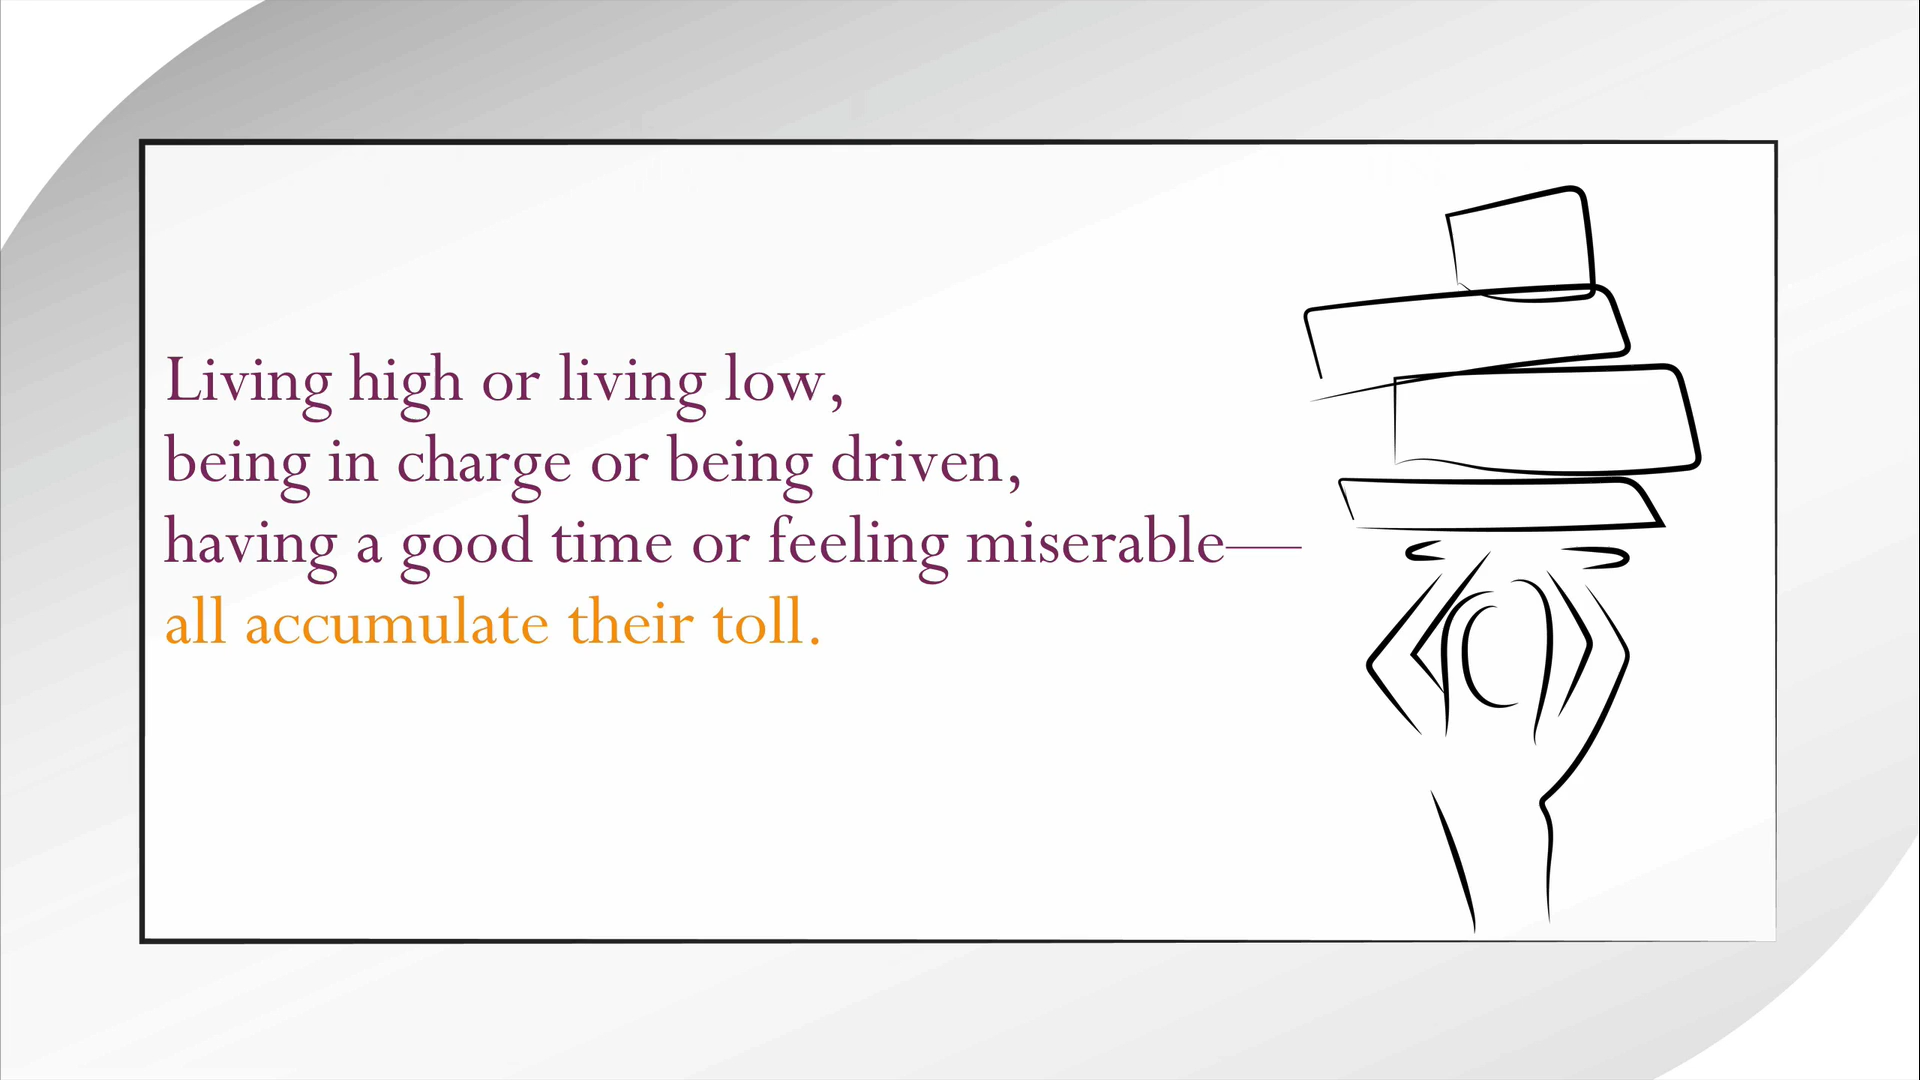 Living high or living low,
being in charge or being driven,
having a good time or feeling miserable—
all accumulate their toll.